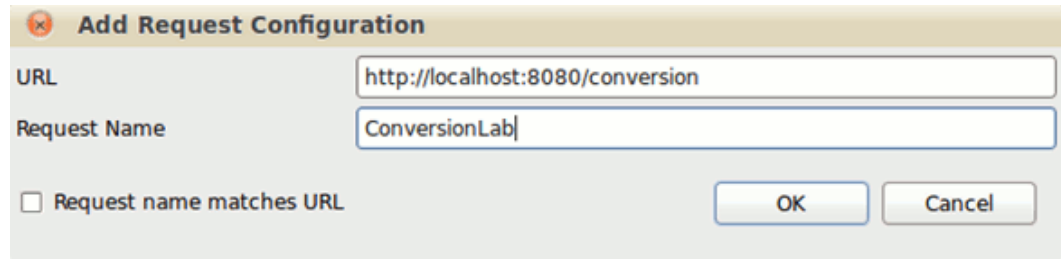 Add Request Configuration
URL http://localhost:8080/conversion
Request Name ConversionLab
Request name matches URL OK Cancel